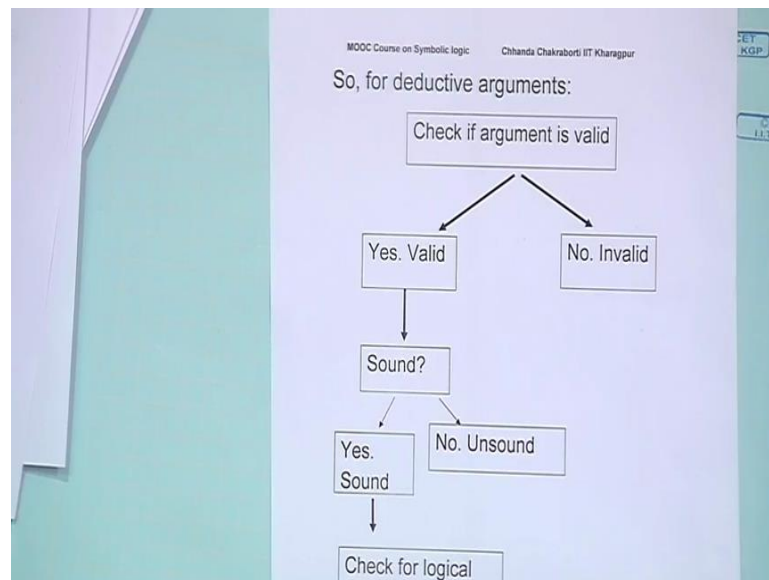 MOOC Course on Symbolic logic Chhanda Chakraborti IIT Kharagpur
So, for deductive arguments:
Check if argument is valid
Yes. Valid
No. Invalid
Sound?
Yes.
Sound
No. Unsound
Check for logical
KGP